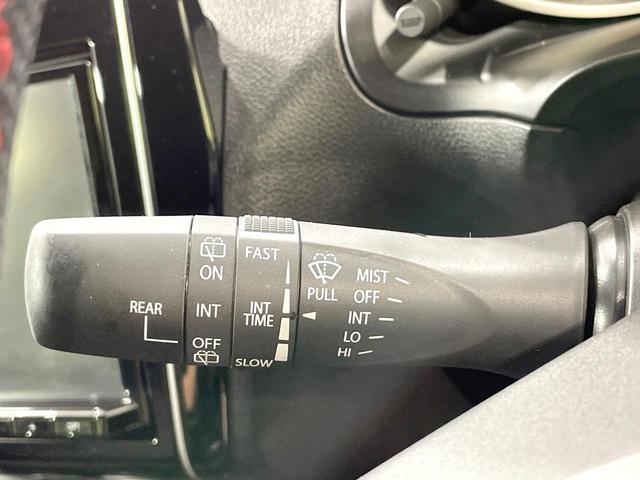 REAR
ON
INT
OFF
FAST
INT
TIME
SLOW
PULL
MIST
OFF
INT
LO
HI